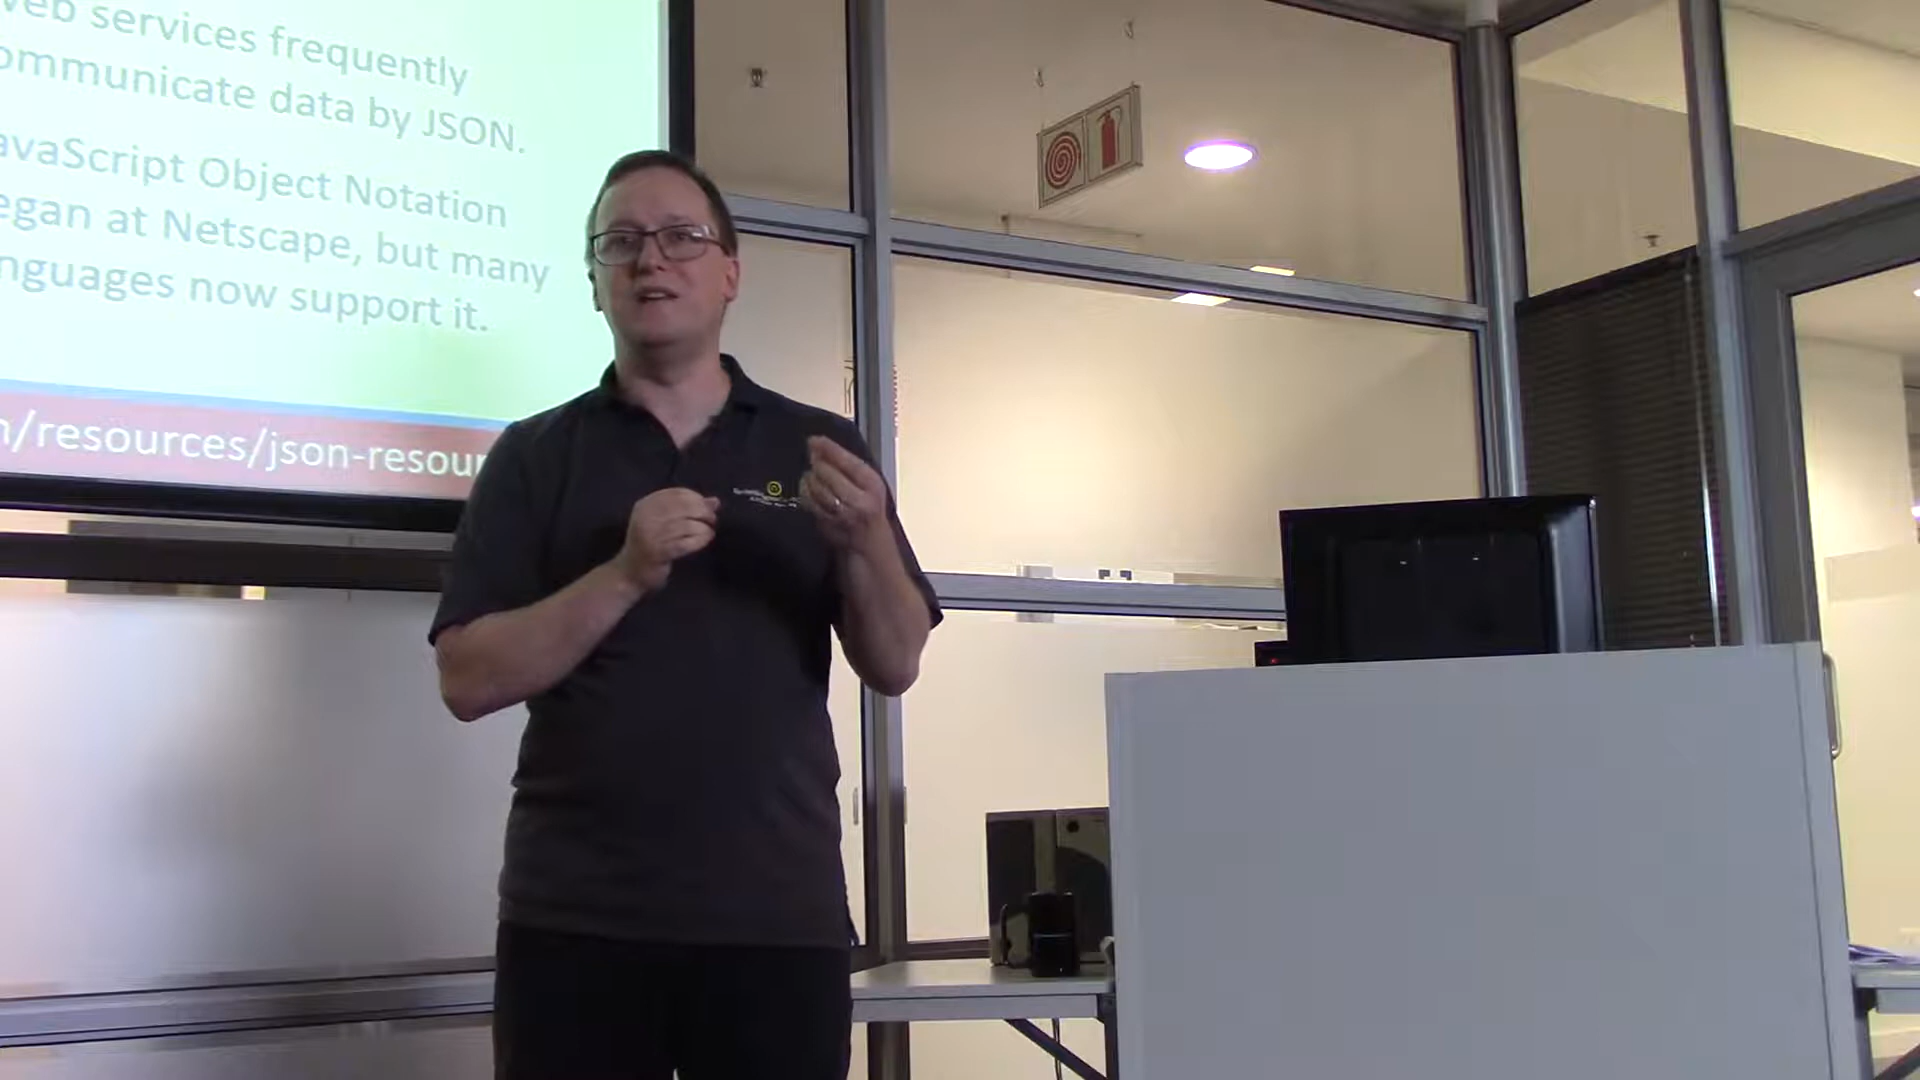 eb services frequently
ommunicate data by JSON.
avaScript Object Notation
egan at Netscape, but many
nguages now support it.
/resources/json-resour